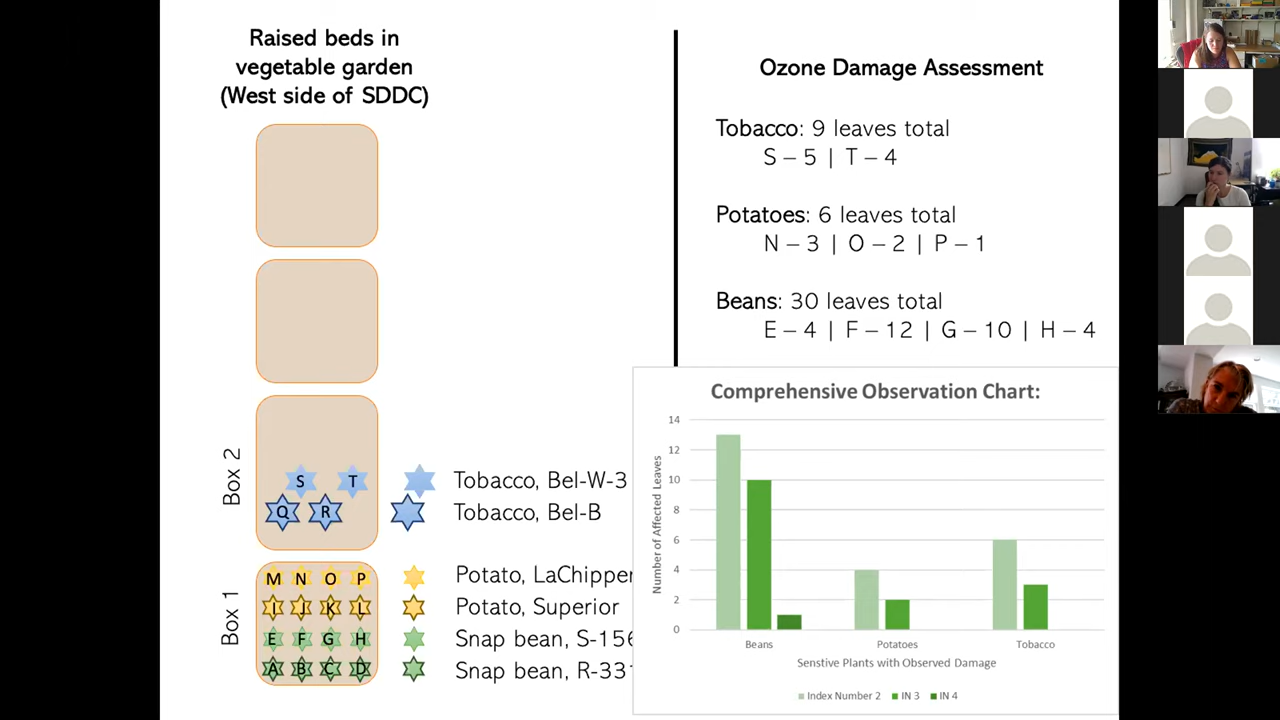 Raised beds in
vegetable garden
(West side of SDDC)
Box 2
S T
Q R
Tobacco, Bel-W-3
Tobacco, Bel-B
Box 1
M N O P
I J K L
E F G H
A B C D
Potato, LaChipper
Potato, Superior
Snap bean, S-156
Snap bean, R-331
Ozone Damage Assessment
Tobacco: 9 leaves total
S – 5 | T – 4
Potatoes: 6 leaves total
N – 3 | O – 2 | P – 1
Beans: 30 leaves total
E – 4 | F – 12 | G – 10 | H – 4
Comprehensive Observation Chart:
Number of Affected Leaves
14
12
10
8
6
4
2
0
Beans Potatoes Tobacco
Senstive Plants with Observed Damage
Index Number 2 IN 3 IN 4